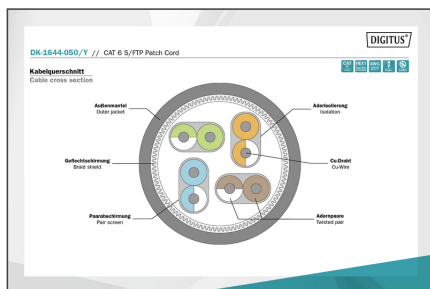 DIGITUS®
DK-1644-050/Y // CAT 6 S/FTP Patch Cord
Kabelquerschnitt
Cable cross section
Außenmantel
Outer jacket
Aderisolierung
Isolation
Geflechtschirmung
Braid shield
Cu-Draht
Cu-Wire
Paarabschirmung
Pair screen
Adernpaare
Twisted pair